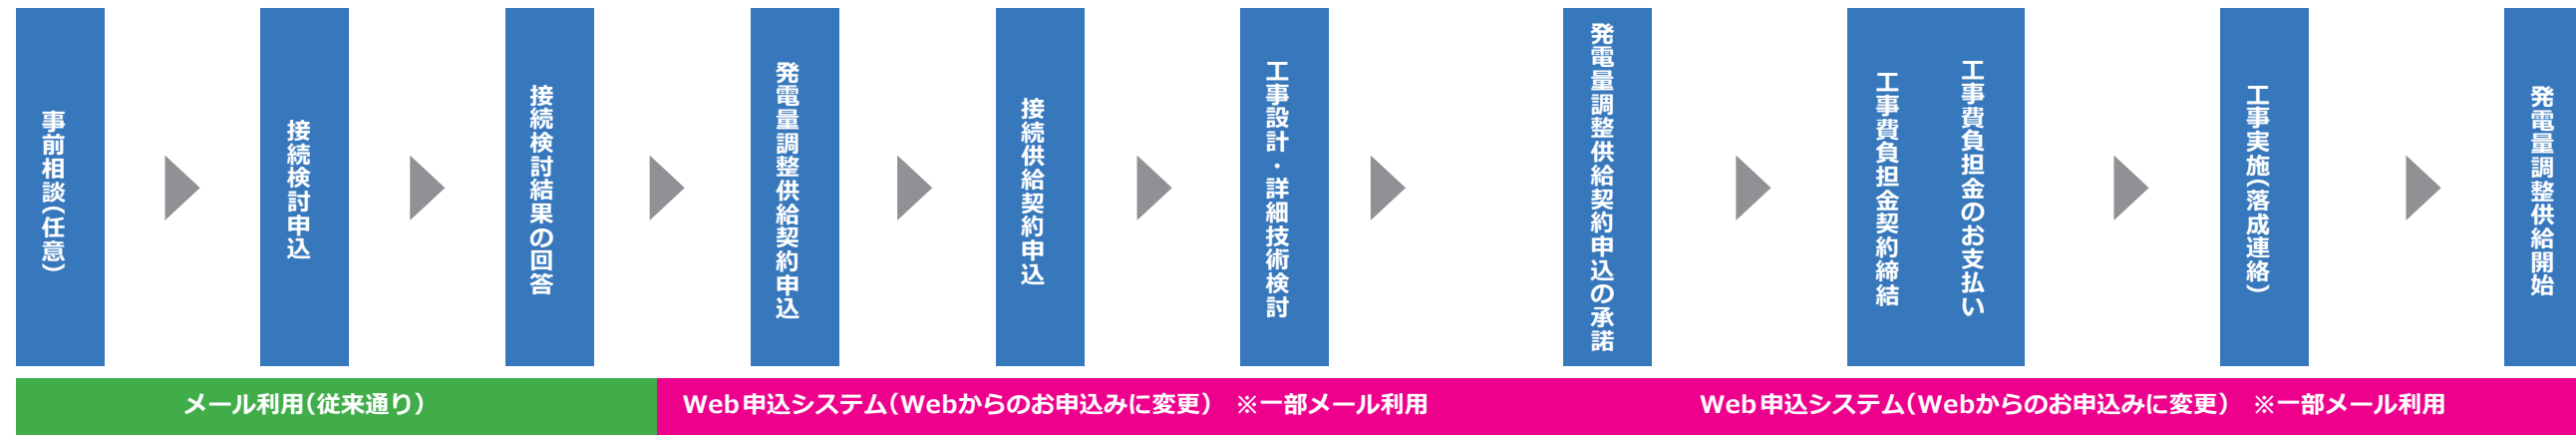 事前相談(任意)
接続検討申込
接続検討結果の回答
発電量調整供給契約申込
接続供給契約申込
工事設計・詳細技術検討
発電量調整供給契約申込の承諾
工事費負担金のお支払い
工事費負担金契約締結
工事実施(落成連絡)
発電量調整供給開始
メール利用(従来通り)
Web申込システム(Webからのお申込みに変更) ※一部メール利用
Web申込システム(Webからのお申込みに変更) ※一部メール利用